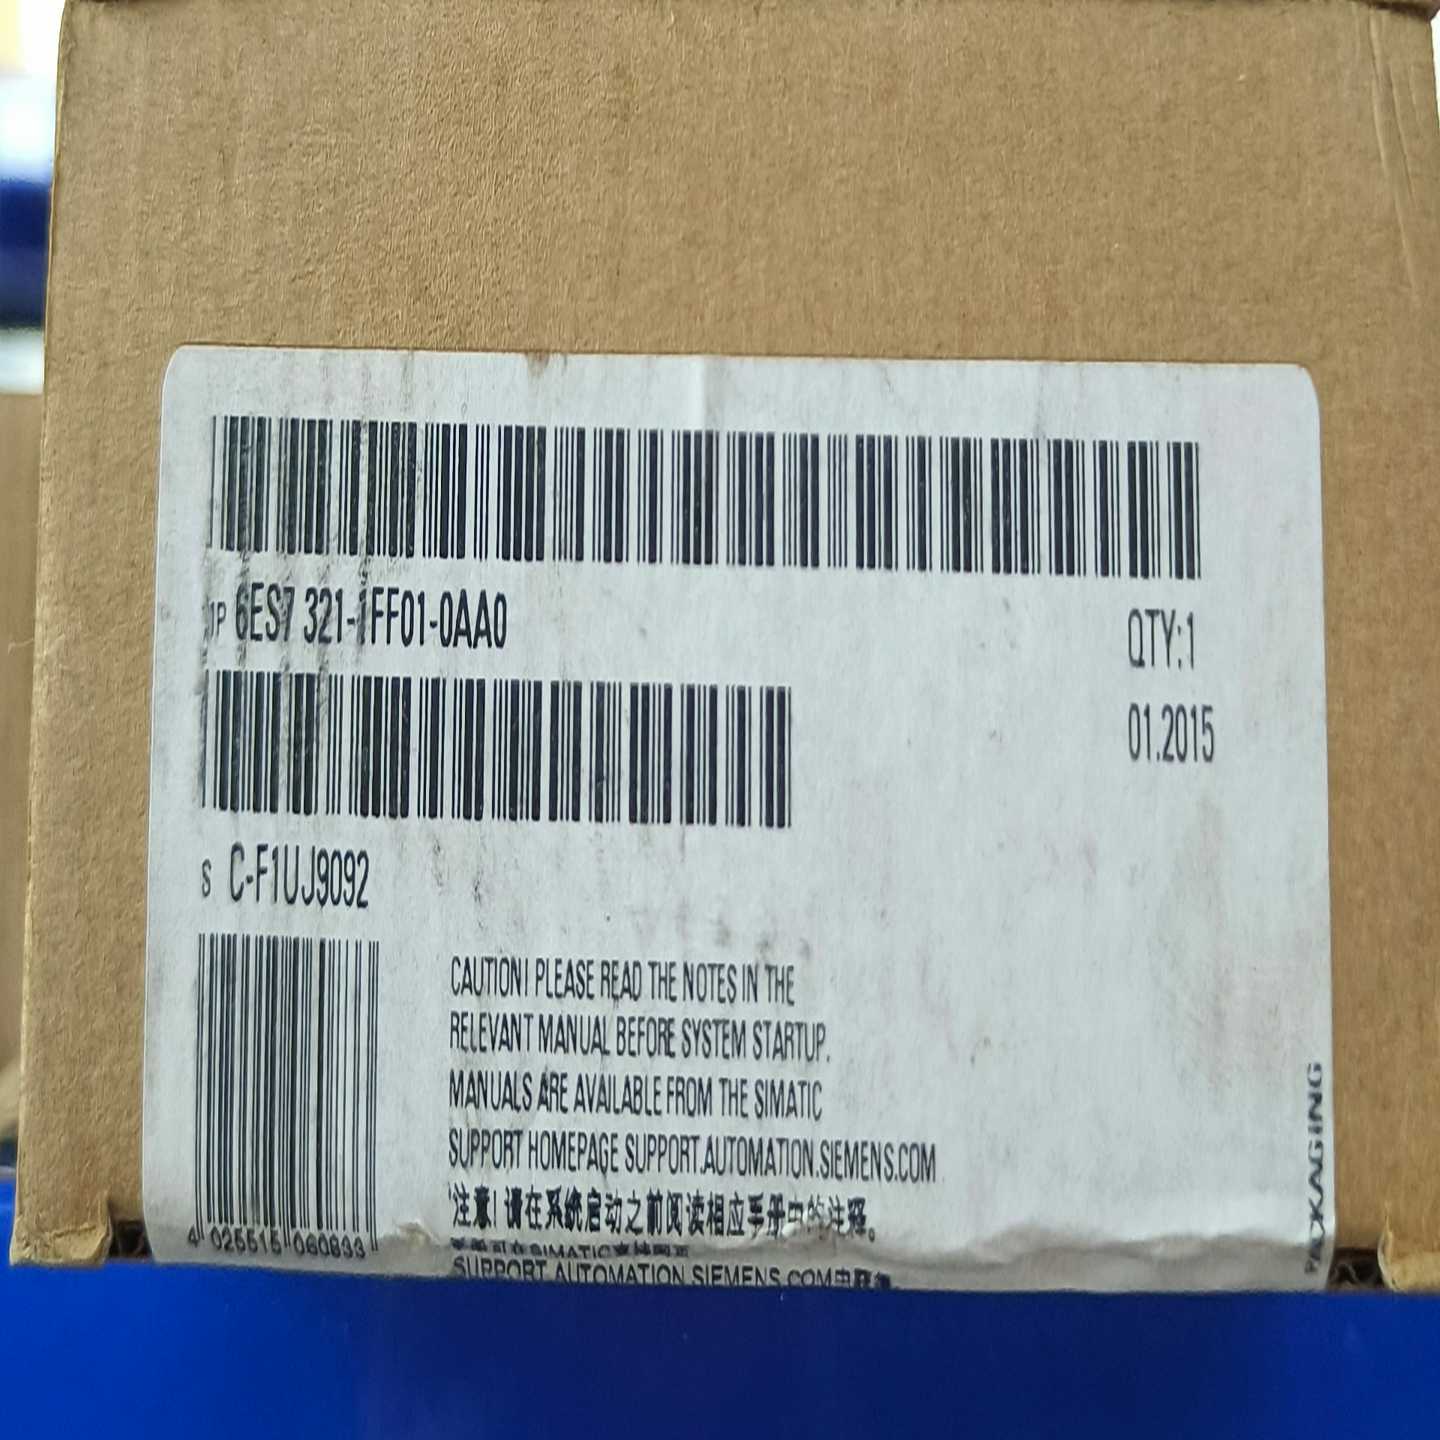 1P 6ES7 321-1FF01-0AA0
QTY:1
01.2015
S C-F1UJ9092
CAUTION! PLEASE READ THE NOTES IN THE
RELEVANT MANUAL BEFORE SYSTEM STARTUP.
MANUALS ARE AVAILABLE FROM THE SIMATIC
SUPPORT HOMEPAGE SUPPORT.AUTOMATION.SIEMENS.COM
注意! 请在系统启动之前阅读相应手册中的注释。
SIMATIC
SUPPORT.AUTOMATION.SIEMENS.COM
4 025515 060833
PACKAGING